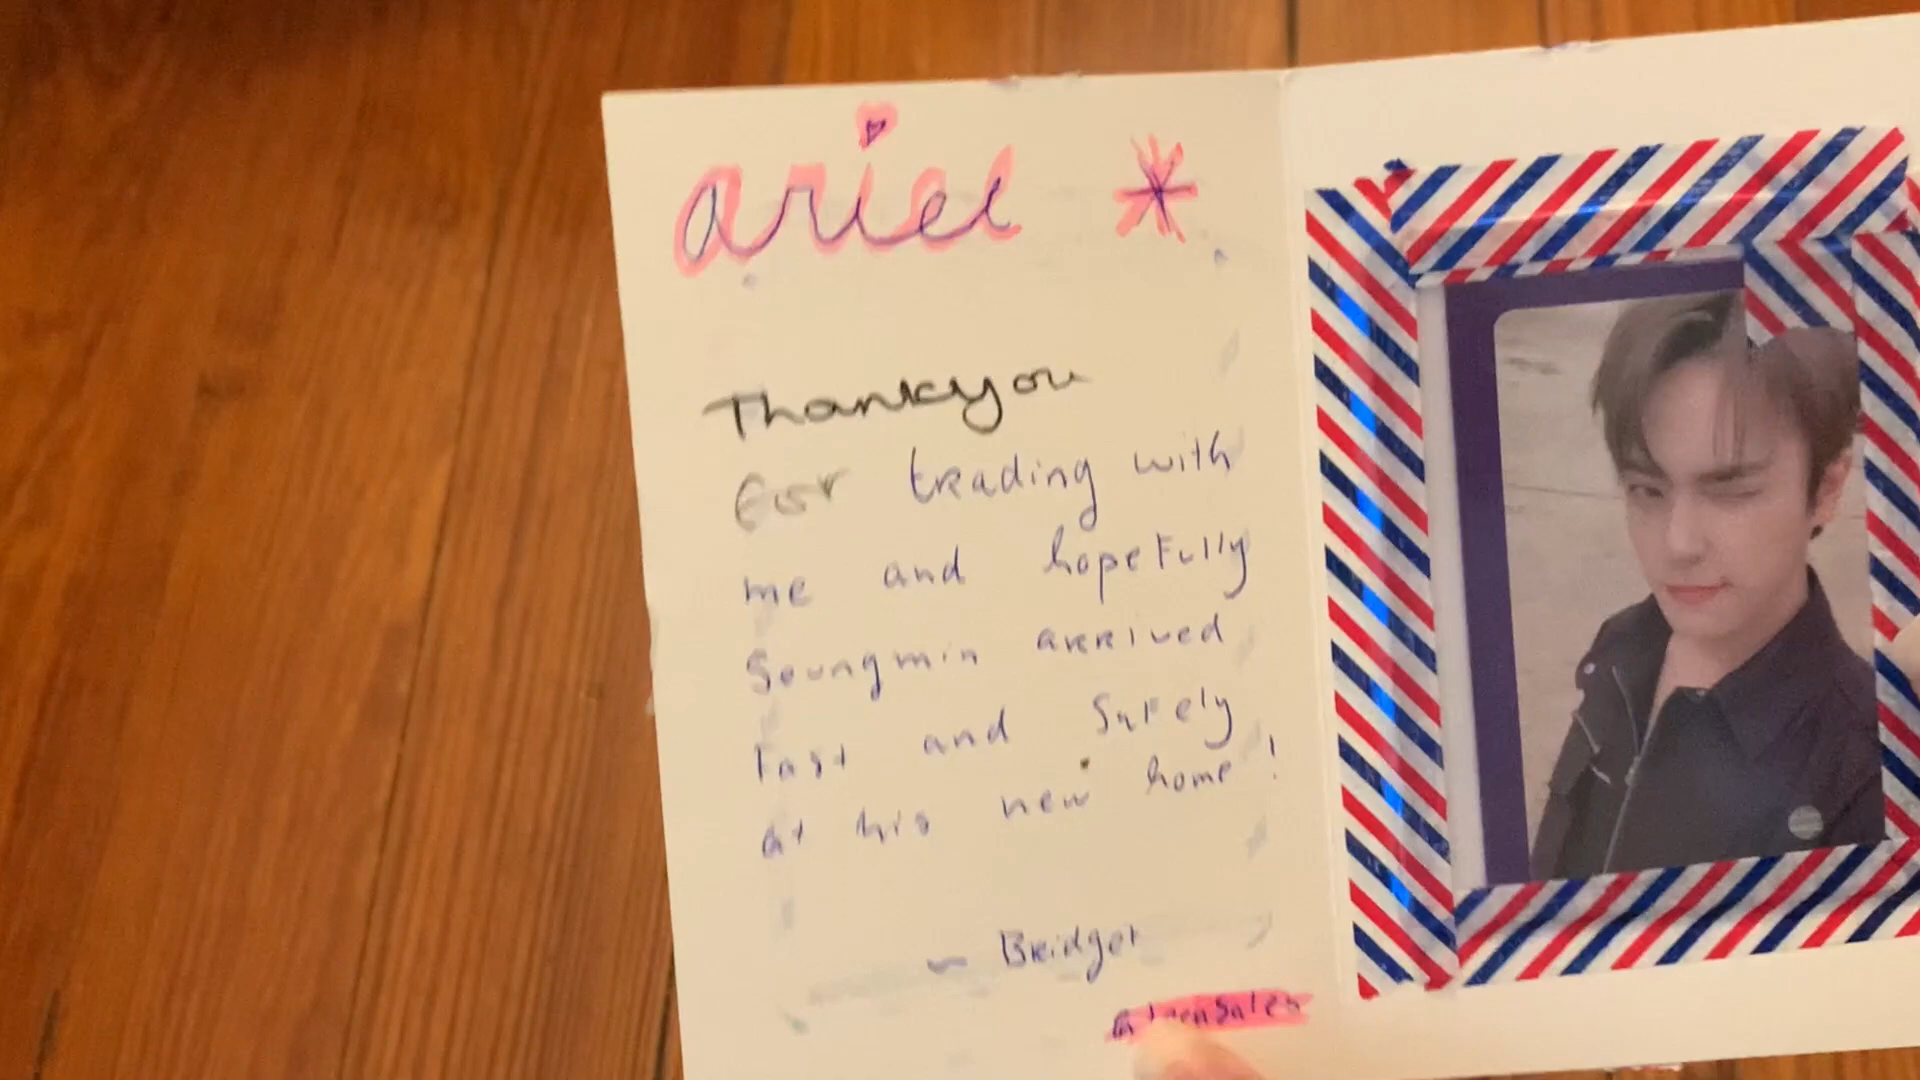 ariel *
Thankyou
for trading with
me and hopefully
Seungmin arrived
fast and safely
at his new home!
~ Bridget